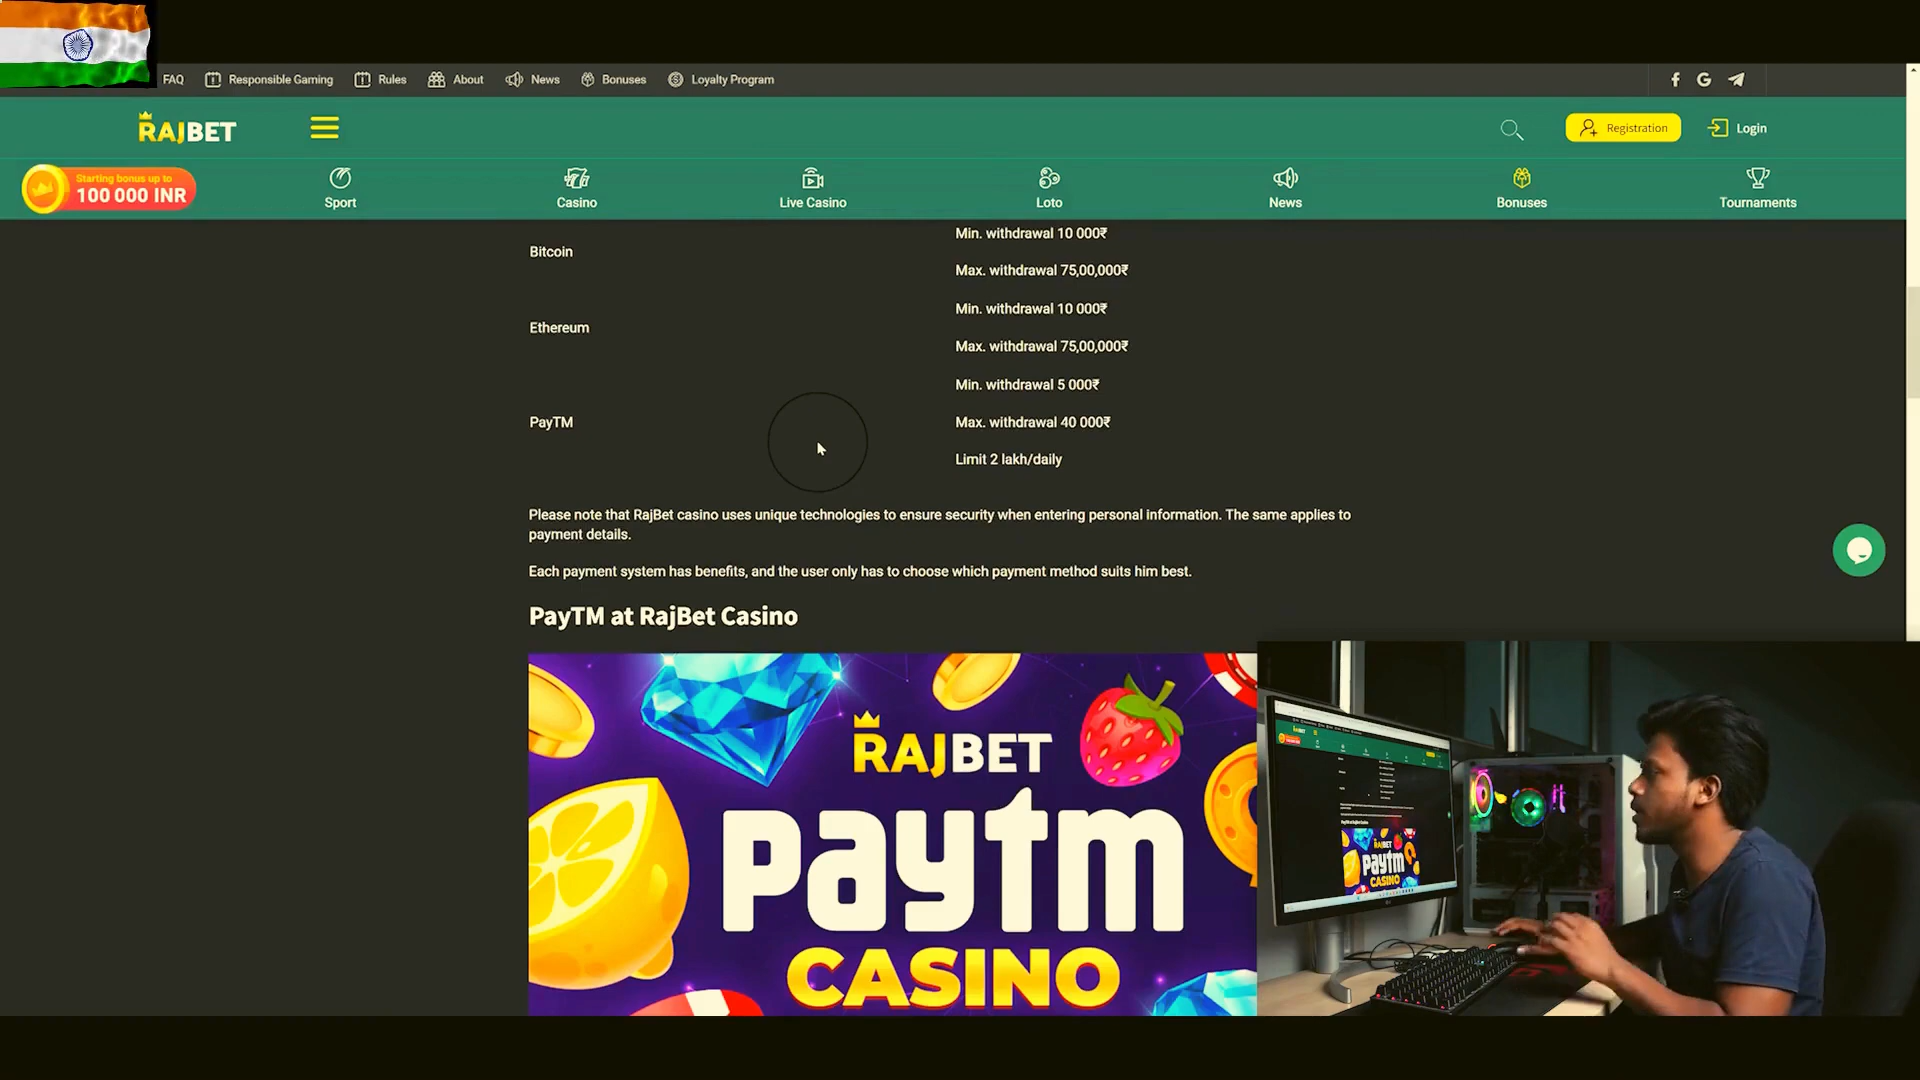 FAQ
Responsible Gaming
Rules
About
News
Bonuses
Loyalty Program
RAJBET
Registration
Login
Starting bonus up to
100 000 INR
Sport
Casino
Live Casino
Loto
News
Bonuses
Tournaments
Min. withdrawal 10 000₹
Bitcoin
Max. withdrawal 75,00,000₹
Min. withdrawal 10 000₹
Ethereum
Max. withdrawal 75,00,000₹
Min. withdrawal 5 000₹
PayTM
Max. withdrawal 40 000₹
Limit 2 lakh/daily
Please note that RajBet casino uses unique technologies to ensure security when entering personal information. The same applies to
payment details.
Each payment system has benefits, and the user only has to choose which payment method suits him best.
PayTM at RajBet Casino
RAJBET
paytm
CASINO
RAJBET
paytm
CASINO